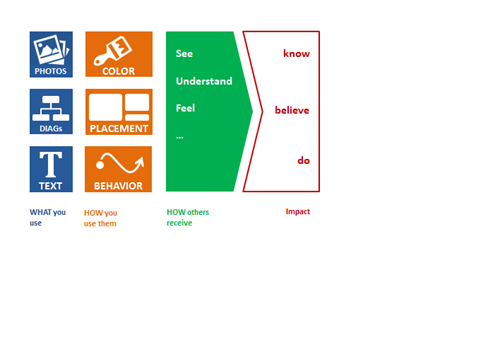 PHOTOS
COLOR
See
know
Understand
DIAGs
PLACEMENT
Feel
believe
...
T
TEXT
BEHAVIOR
do
WHAT you
use
HOW you
use them
HOW others
receive
Impact